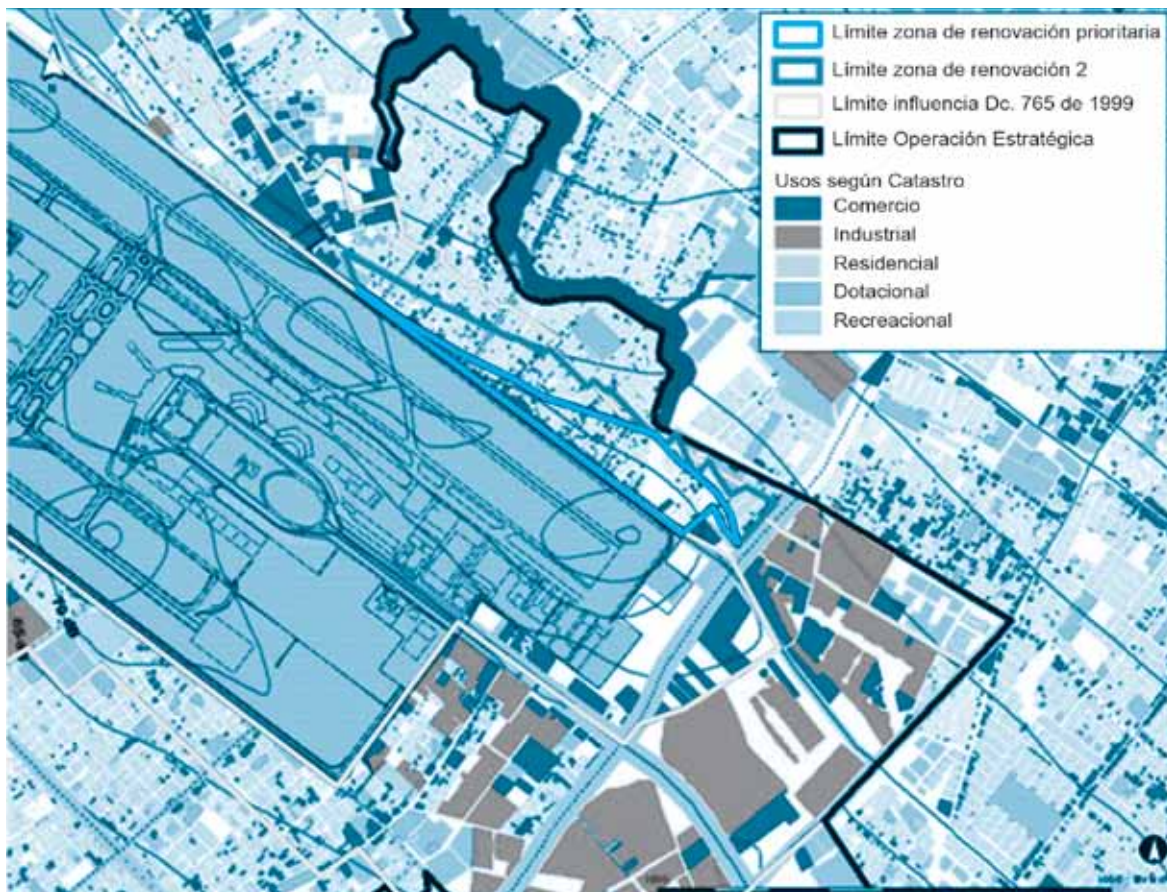 Límite zona de renovación prioritaria
Límite zona de renovación 2
Límite influencia Dc. 765 de 1999
Límite Operación Estratégica
Usos según Catastro
Comercio
Industrial
Residencial
Dotacional
Recreacional